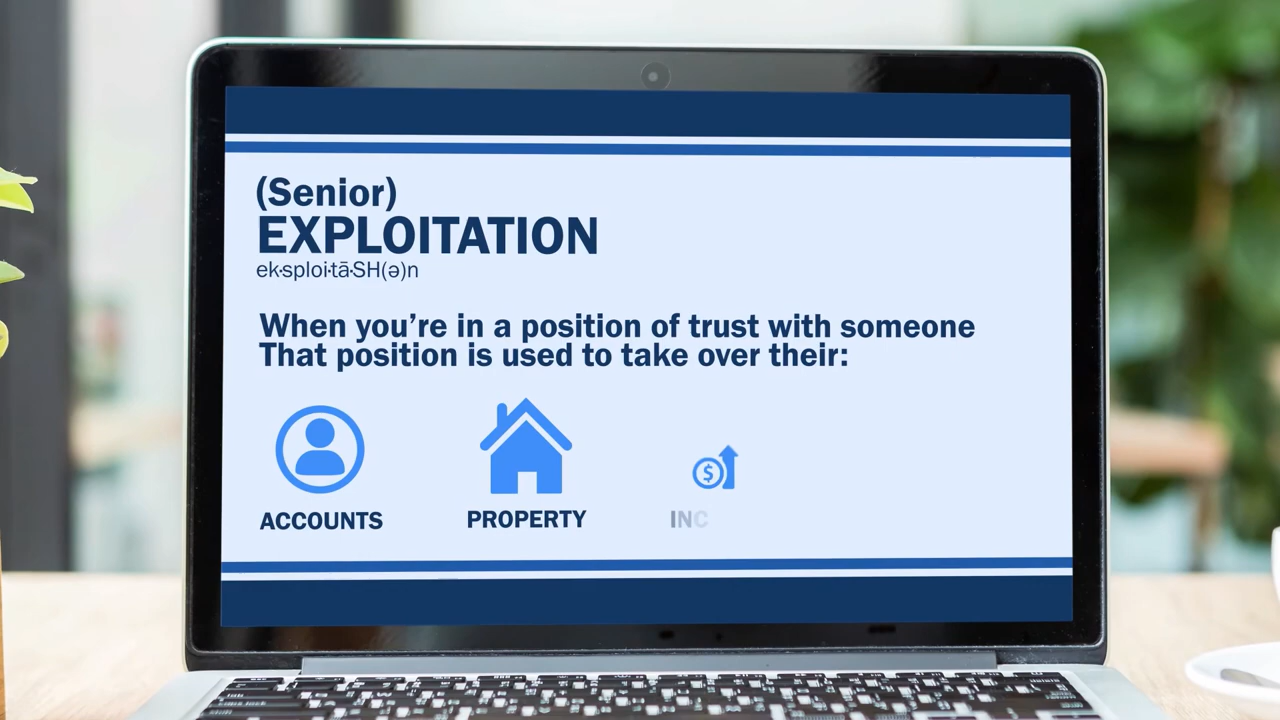 (Senior)
EXPLOITATION
ek·sploi·tā·SH(ə)n
When you're in a position of trust with someone
That position is used to take over their:
ACCOUNTS
PROPERTY
INC